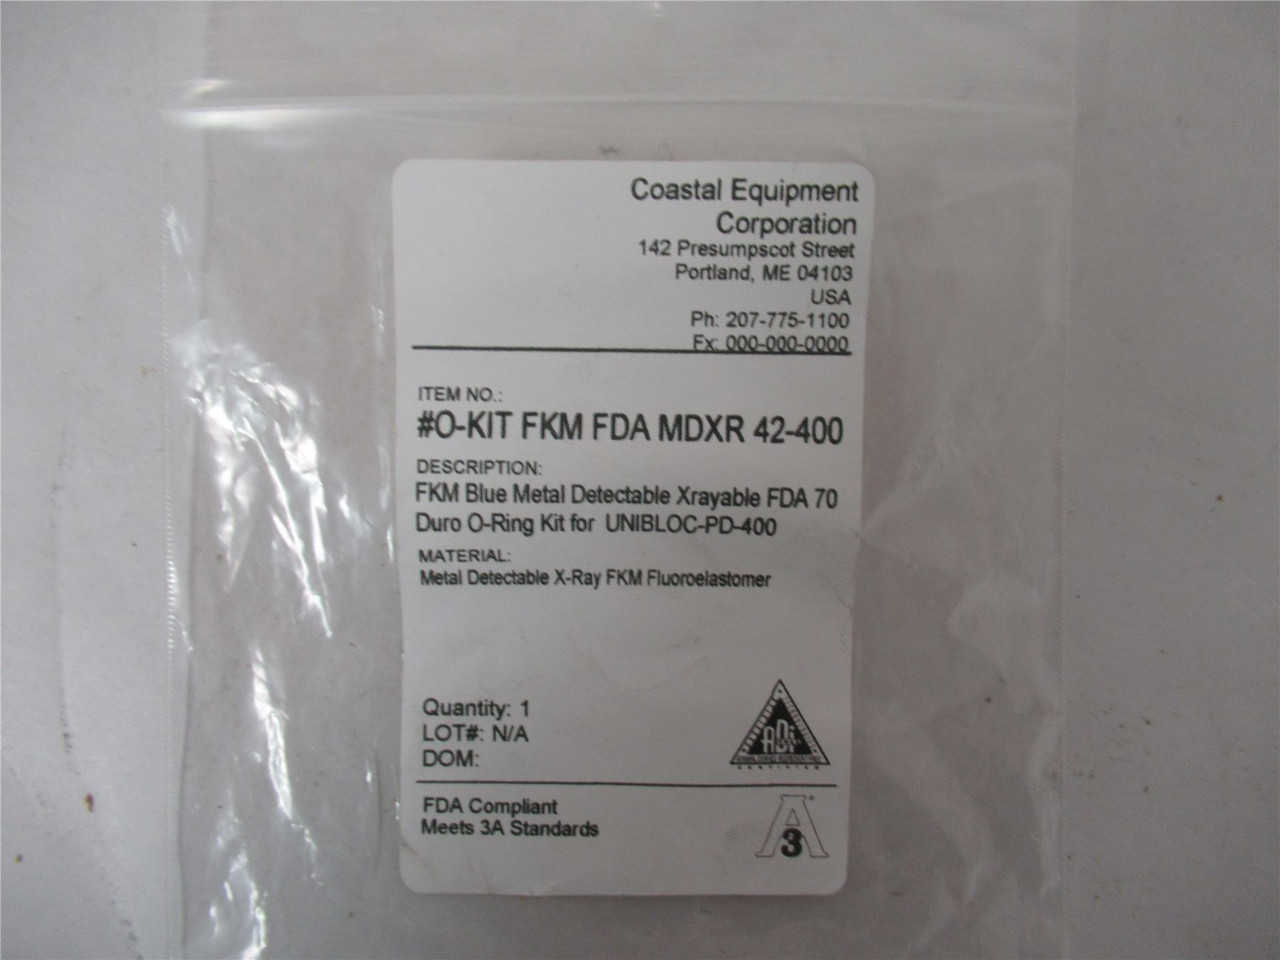 Coastal Equipment
Corporation
142 Presumpscot Street
Portland, ME 04103
USA
Ph: 207-775-1100
Fx: 000-000-0000
ITEM NO.:
#O-KIT FKM FDA MDXR 42-400
DESCRIPTION:
FKM Blue Metal Detectable Xrayable FDA 70
Duro O-Ring Kit for UNIBLOC-PD-400
MATERIAL:
Metal Detectable X-Ray FKM Fluoroelastomer
Quantity: 1
LOT#: N/A
DOM:
CERTIFIED
FDA Compliant
Meets 3A Standards
A
3